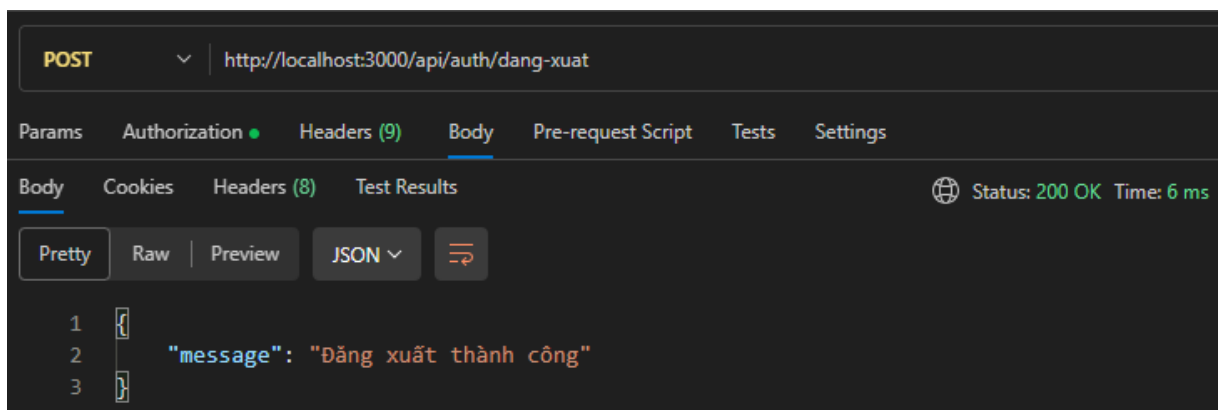 POST http://localhost:3000/api/auth/dang-xuat
Params Authorization Headers (9) Body Pre-request Script Tests Settings
Body Cookies Headers (8) Test Results Status: 200 OK Time: 6 ms
Pretty Raw Preview JSON
1 {
2 "message": "Đăng xuất thành công"
3 }